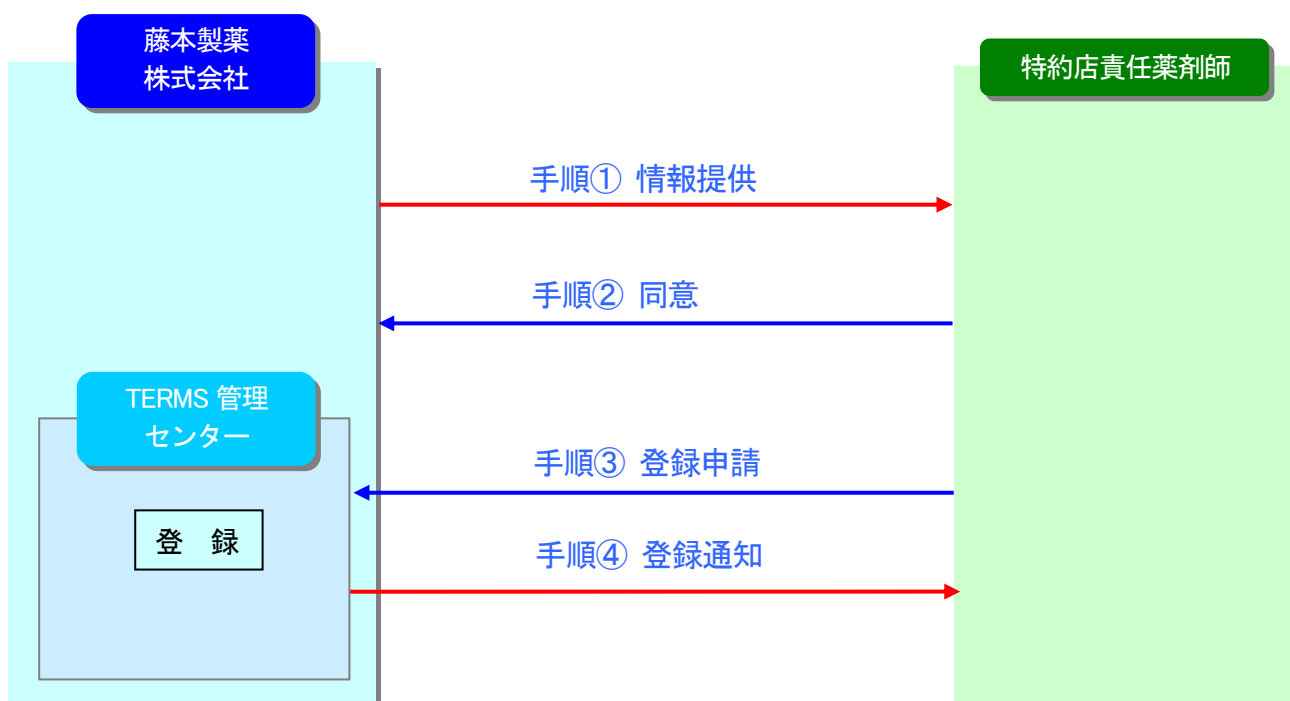 藤本製薬
株式会社
特約店責任薬剤師
手順① 情報提供
手順② 同意
TERMS 管理
センター
手順③ 登録申請
登　録
手順④ 登録通知